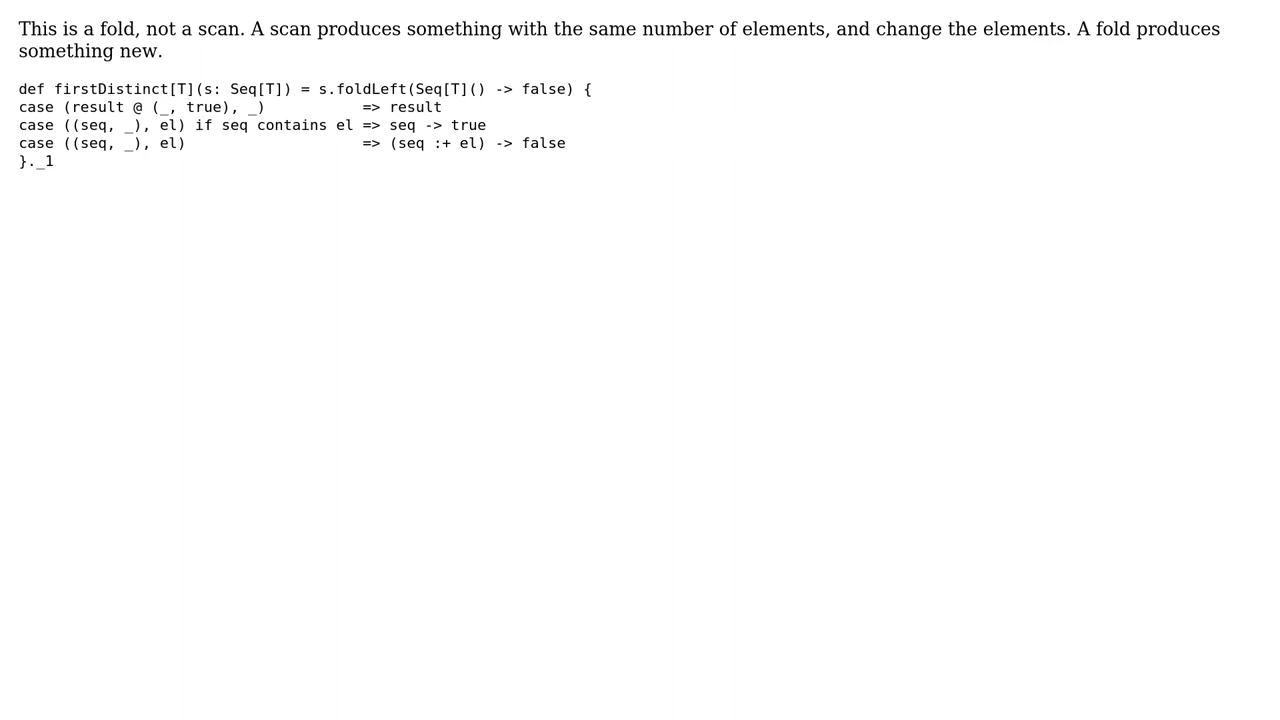 This is a fold, not a scan. A scan produces something with the same number of elements, and change the elements. A fold produces
something new.
def firstDistinct[T](s: Seq[T]) = s.foldLeft(Seq[T]() -> false) {
case (result @ (_, true), _)           => result
case ((seq, _), el) if seq contains el => seq -> true
case ((seq, _), el)                    => (seq :+ el) -> false
}._1